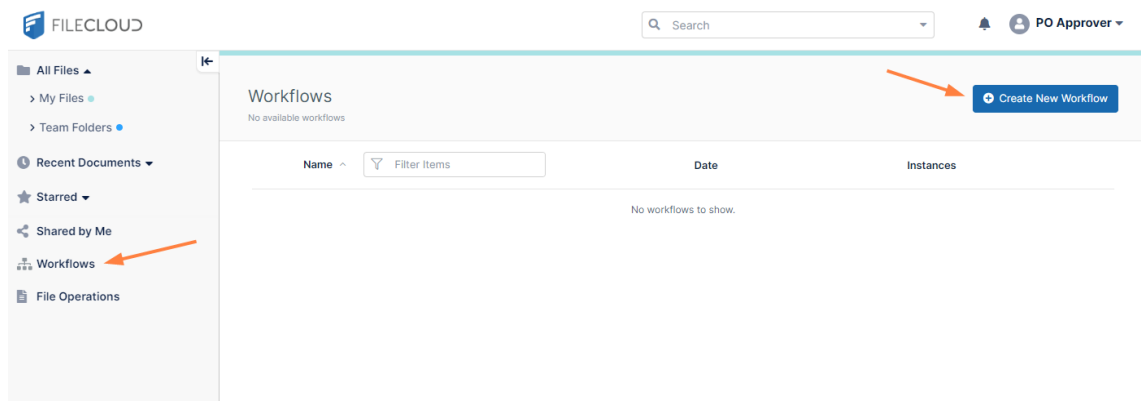 FILECLOUD
Search
PO Approver
All Files
My Files
Team Folders
Recent Documents
Starred
Shared by Me
Workflows
File Operations
Workflows
No available workflows
Create New Workflow
Name
Filter Items
Date
Instances
No workflows to show.